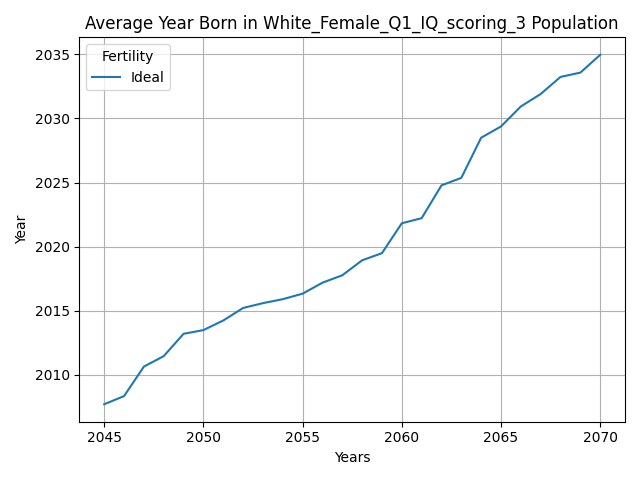 Average Year Born in White_Female_Q1_IQ_scoring_3 Population
Fertility
Ideal
2035
2030
2025
2020
2015
2010
Year
2045 2050 2055 2060 2065 2070
Years